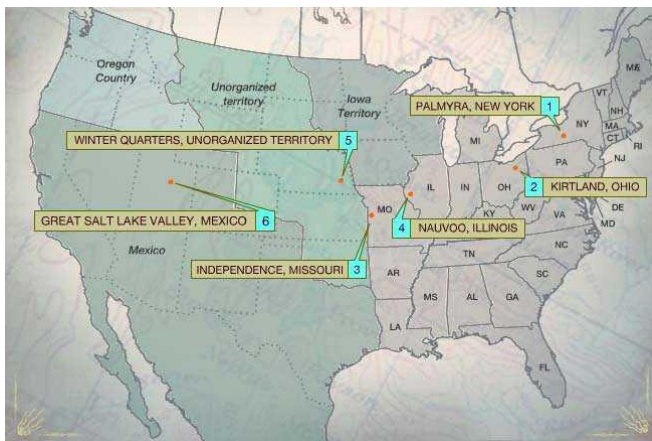 Oregon
Country
Unorganized
territory
Iowa
Territory
ME
VT
NH
PALMYRA, NEW YORK 1
NY
MA
CT
RI
WINTER QUARTERS, UNORGANIZED TERRITORY 5
MI
PA
NJ
IL
IN
OH
2 KIRTLAND, OHIO
GREAT SALT LAKE VALLEY, MEXICO 6
MO
4 NAUVOO, ILLINOIS
KY
WV
VA
DE
MD
Mexico
INDEPENDENCE, MISSOURI 3
TN
NC
AR
SC
MS
AL
GA
LA
FL